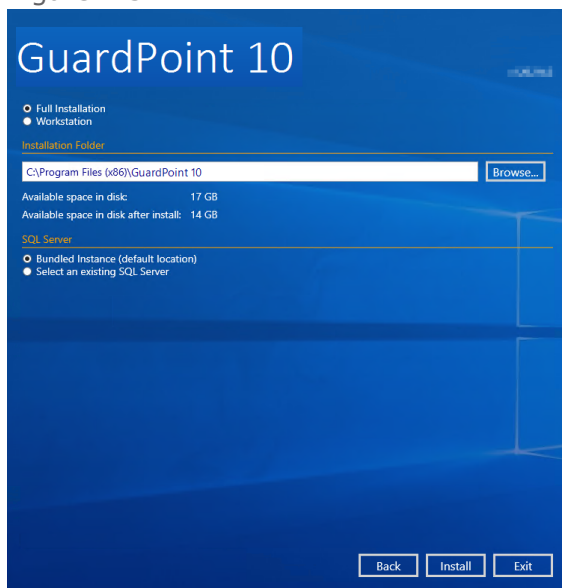 GuardPoint 10
Full Installation
Workstation
Installation Folder
C:\Program Files (x86)\GuardPoint 10
Browse...
Available space in disk: 17 GB
Available space in disk after install: 14 GB
SQL Server
Bundled Instance (default location)
Select an existing SQL Server
Back Install Exit